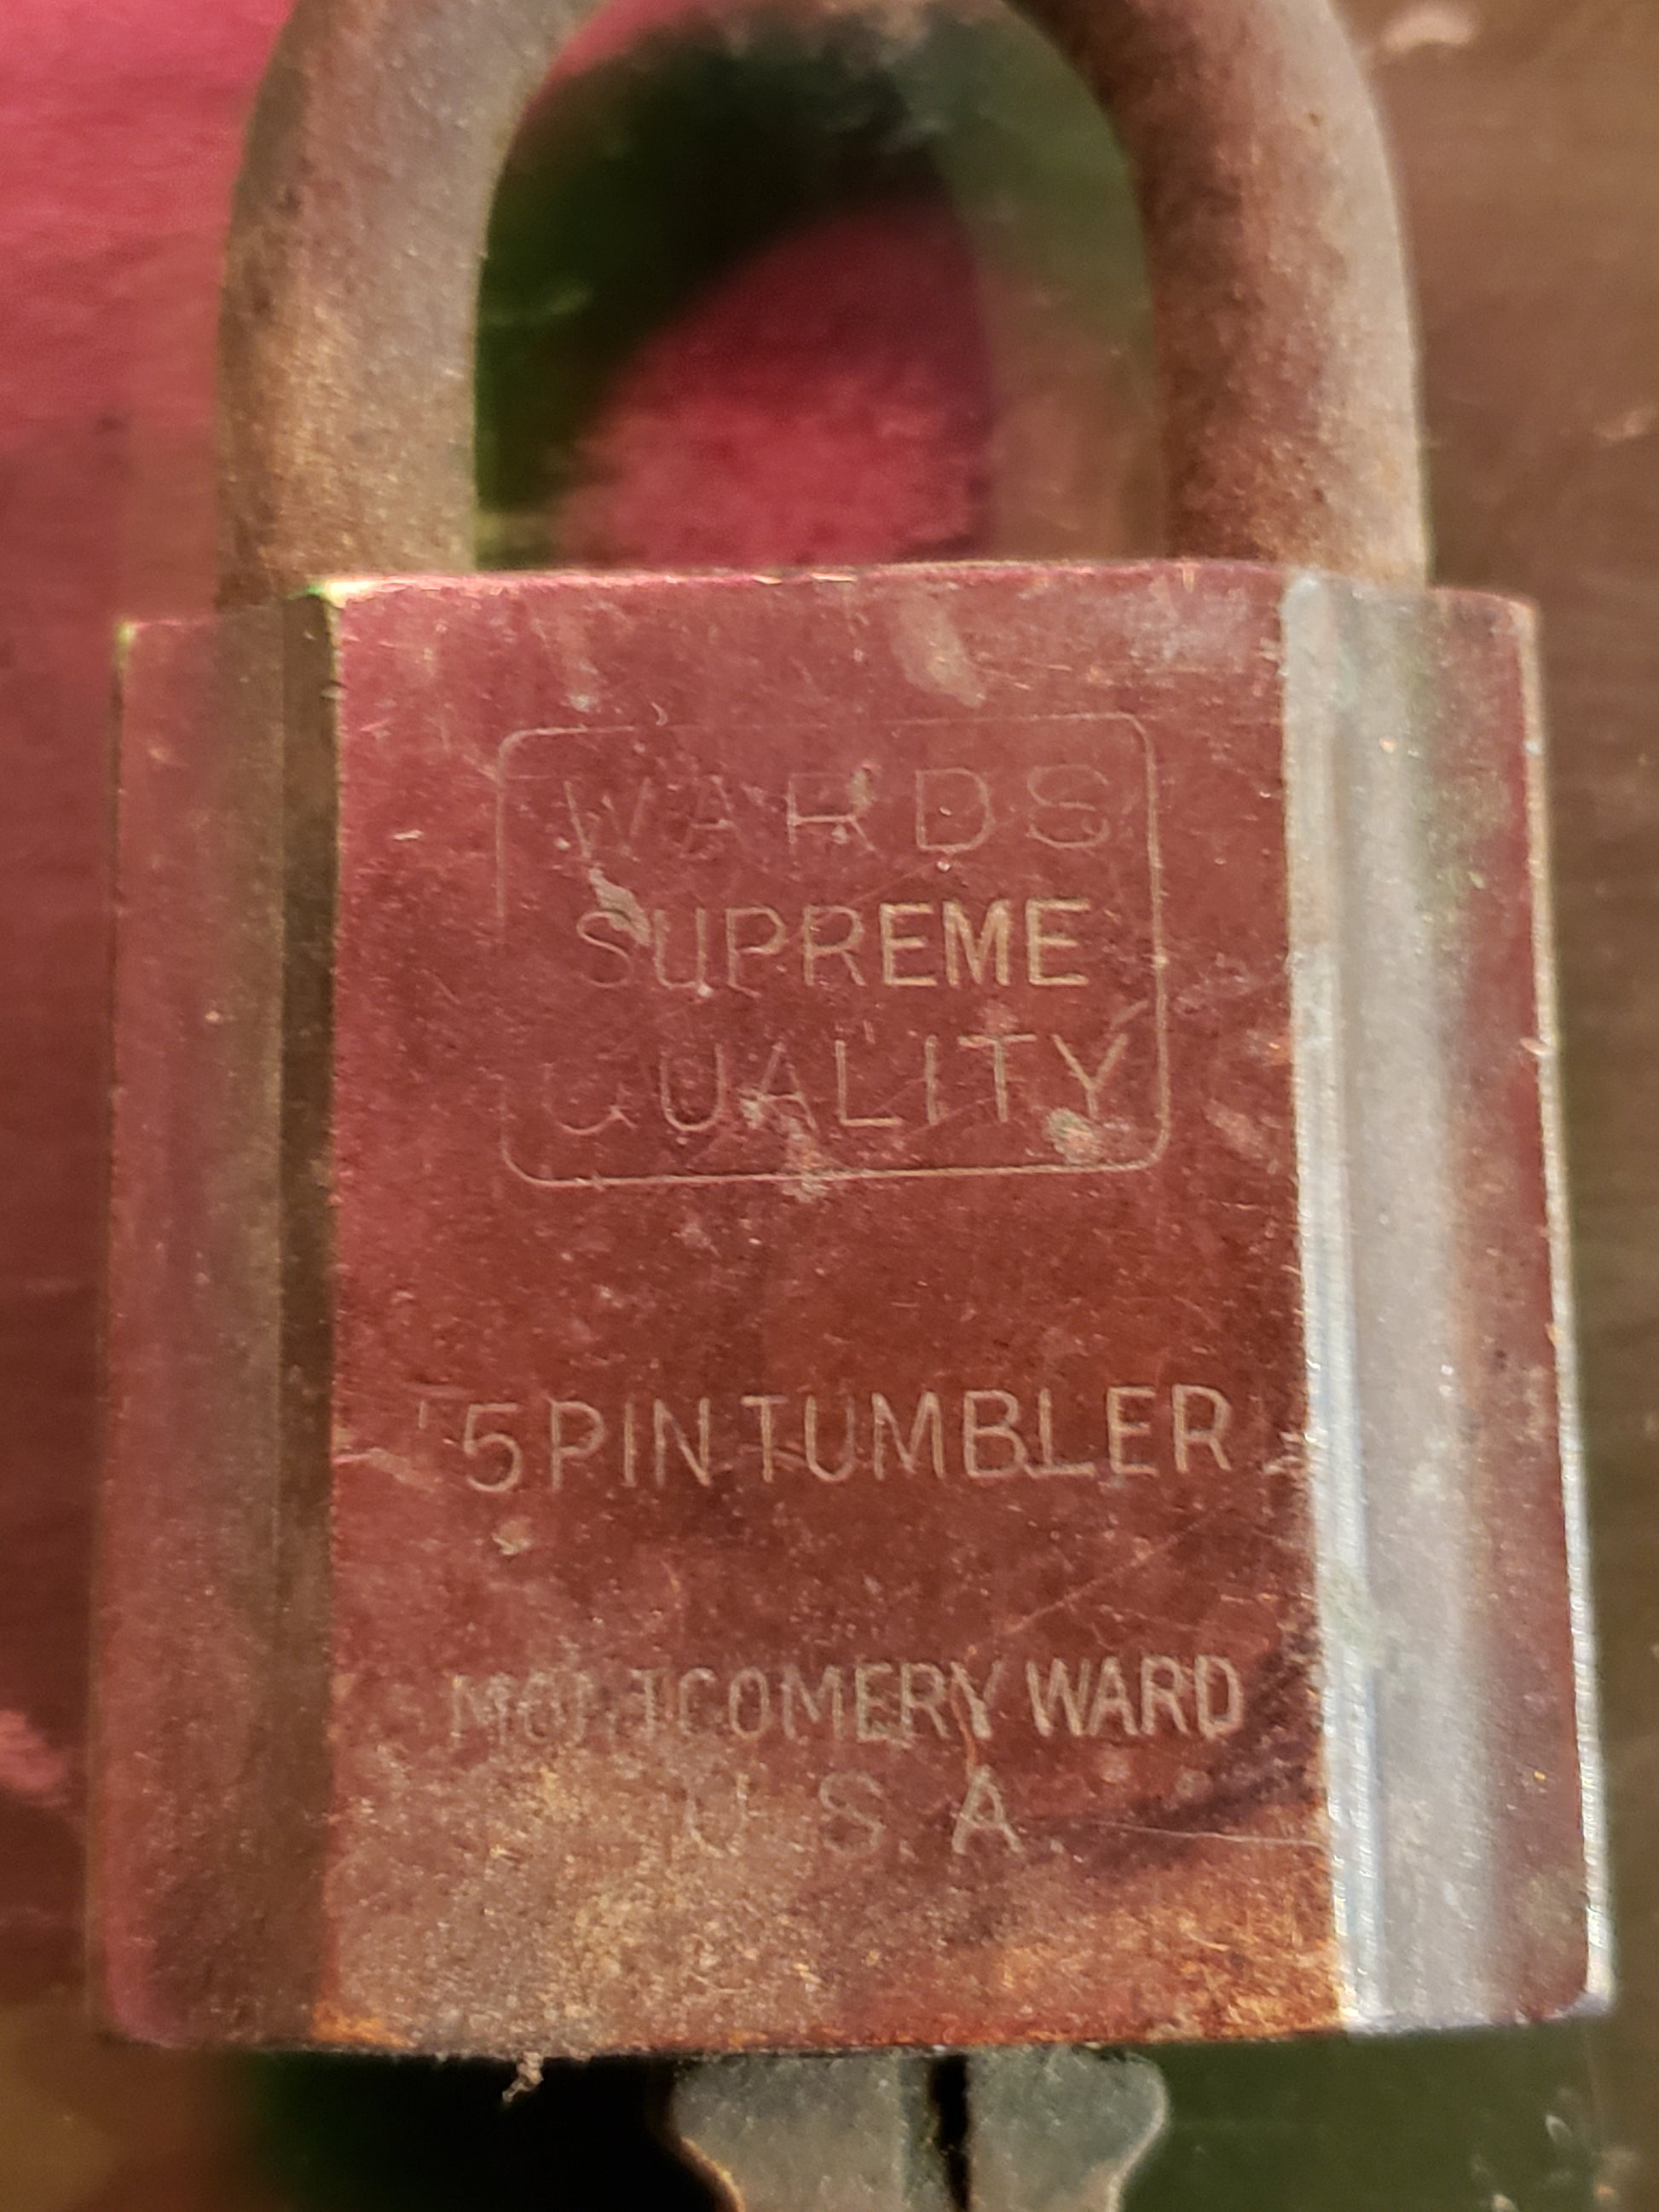 WARDS
SUPREME
QUALITY
5 PIN TUMBLER
MONTGOMERY WARD
U. S. A.